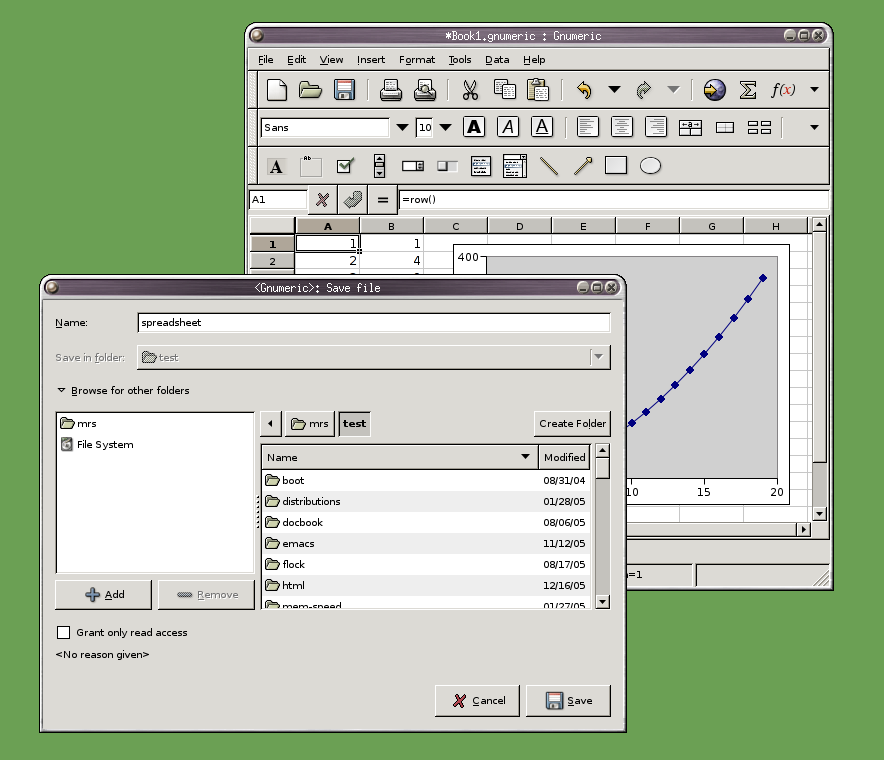 *Book1.gnumeric : Gnumeric
File Edit View Insert Format Tools Data Help
f(x)
Sans 10 A A A a
A Ab
A1 = =row()
A B C D E F G H
1 1 1
2 2 4
400
10 15 20
=1
<Gnumeric>: Save file
Name: spreadsheet
Save in folder: test
Browse for other folders
mrs
File System
mrs test Create Folder
Name Modified
boot 08/31/04
distributions 01/28/05
docbook 08/06/05
emacs 11/12/05
flock 08/17/05
html 12/16/05
mem-speed 01/27/05
Add Remove
Grant only read access
<No reason given>
Cancel Save